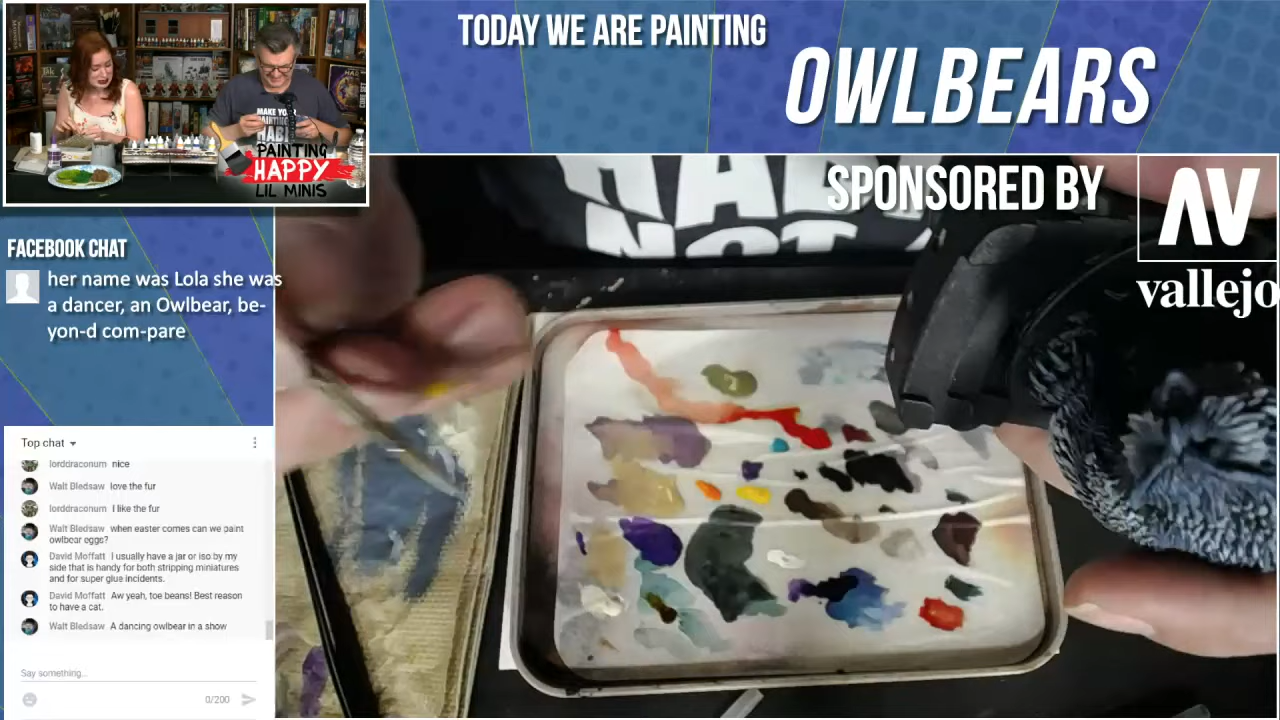 TODAY WE ARE PAINTING
OWLBEARS
MAKE YOUR
PAINTING
HAPPY
LIL MINIS
SPONSORED BY
AV
vallejo
FACEBOOK CHAT
her name was Lola she was
a dancer, an Owlbear, be-
yon-d com-pare
Top chat
lorddraconum nice
Walt Bledsaw love the fur
lorddraconum I like the fur
Walt Bledsaw when easter comes can we paint
owlbear eggs?
David Moffatt I usually have a jar or iso by my
side that is handy for both stripping miniatures
and for super glue incidents.
David Moffatt Aw yeah, toe beans! Best reason
to have a cat.
Walt Bledsaw A dancing owlbear in a show
Say something...
0/200